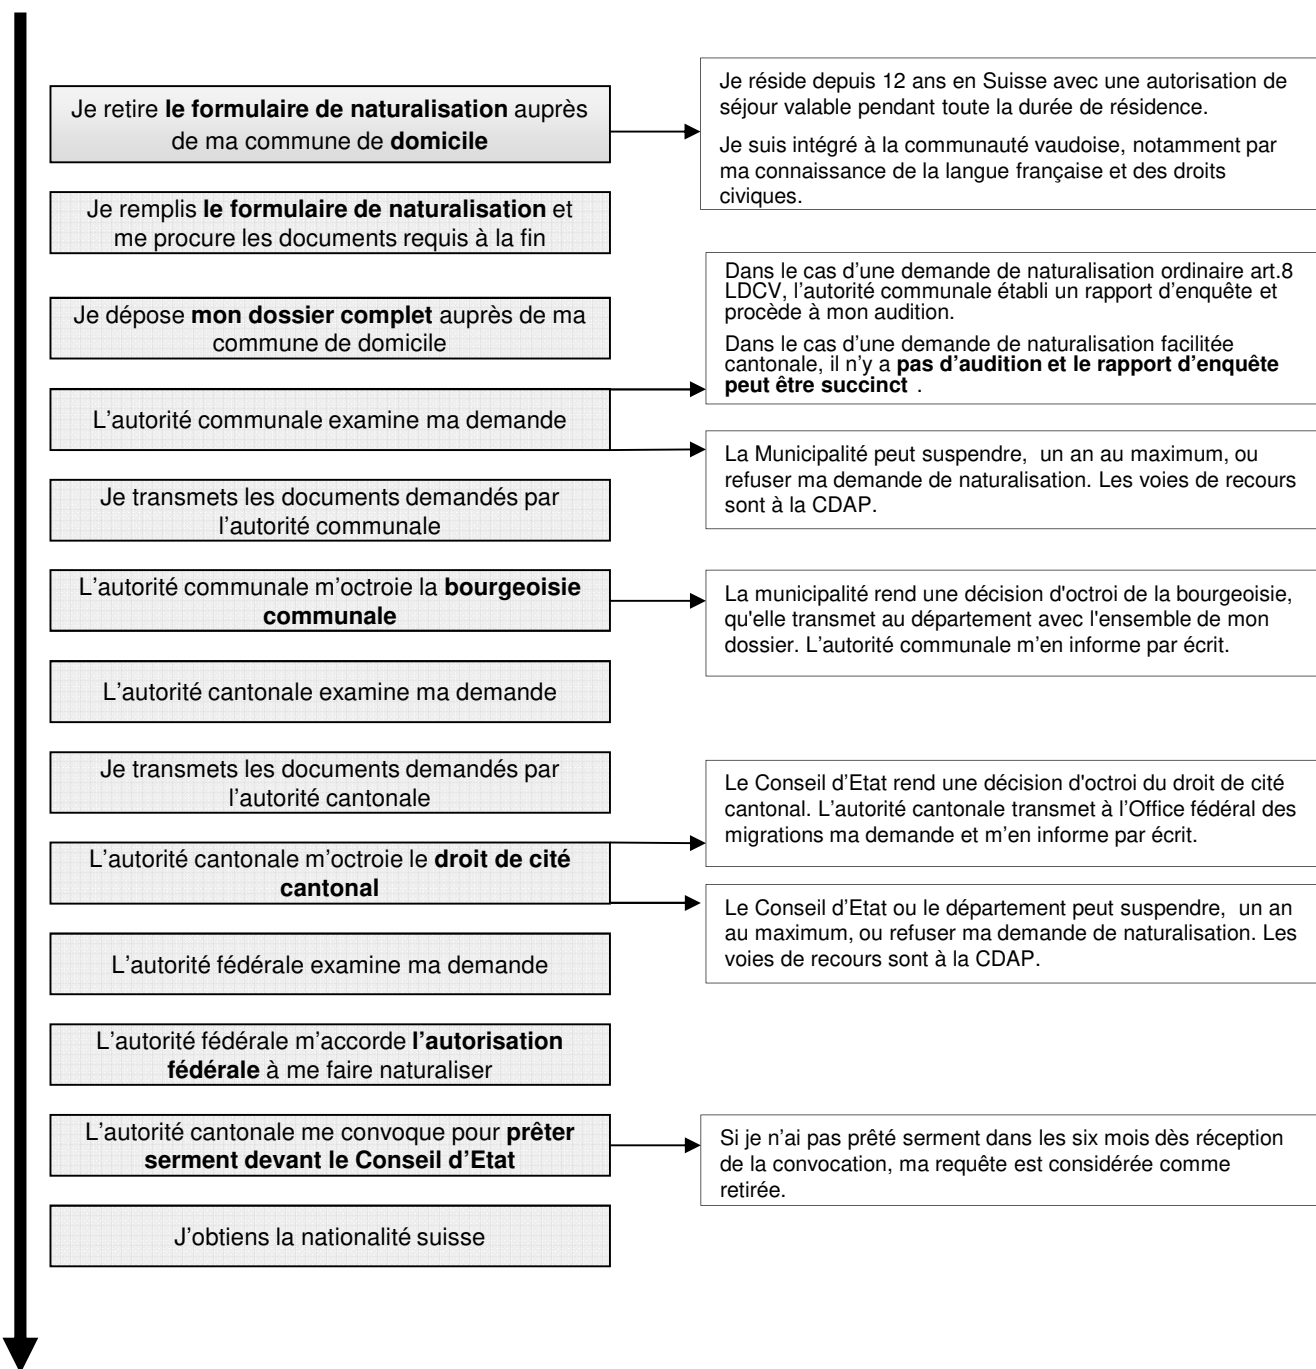 Je retire le formulaire de naturalisation auprès
de ma commune de domicile
Je réside depuis 12 ans en Suisse avec une autorisation de
séjour valable pendant toute la durée de résidence.
Je suis intégré à la communauté vaudoise, notamment par
ma connaissance de la langue française et des droits
civiques.
Je remplis le formulaire de naturalisation et
me procure les documents requis à la fin
Je dépose mon dossier complet auprès de ma
commune de domicile
Dans le cas d’une demande de naturalisation ordinaire art.8
LDCV, l’autorité communale établi un rapport d’enquête et
procède à mon audition.
Dans le cas d’une demande de naturalisation facilitée
cantonale, il n’y a pas d’audition et le rapport d’enquête
peut être succinct .
L’autorité communale examine ma demande
La Municipalité peut suspendre, un an au maximum, ou
refuser ma demande de naturalisation. Les voies de recours
sont à la CDAP.
Je transmets les documents demandés par
l’autorité communale
L’autorité communale m’octroie la bourgeoisie
communale
La municipalité rend une décision d'octroi de la bourgeoisie,
qu'elle transmet au département avec l'ensemble de mon
dossier. L’autorité communale m’en informe par écrit.
L’autorité cantonale examine ma demande
Je transmets les documents demandés par
l’autorité cantonale
Le Conseil d’Etat rend une décision d'octroi du droit de cité
cantonal. L’autorité cantonale transmet à l’Office fédéral des
migrations ma demande et m’en informe par écrit.
L’autorité cantonale m’octroie le droit de cité
cantonal
Le Conseil d’Etat ou le département peut suspendre, un an
au maximum, ou refuser ma demande de naturalisation. Les
voies de recours sont à la CDAP.
L’autorité fédérale examine ma demande
L’autorité fédérale m’accorde l’autorisation
fédérale à me faire naturaliser
L’autorité cantonale me convoque pour prêter
serment devant le Conseil d’Etat
Si je n’ai pas prêté serment dans les six mois dès réception
de la convocation, ma requête est considérée comme
retirée.
J’obtiens la nationalité suisse